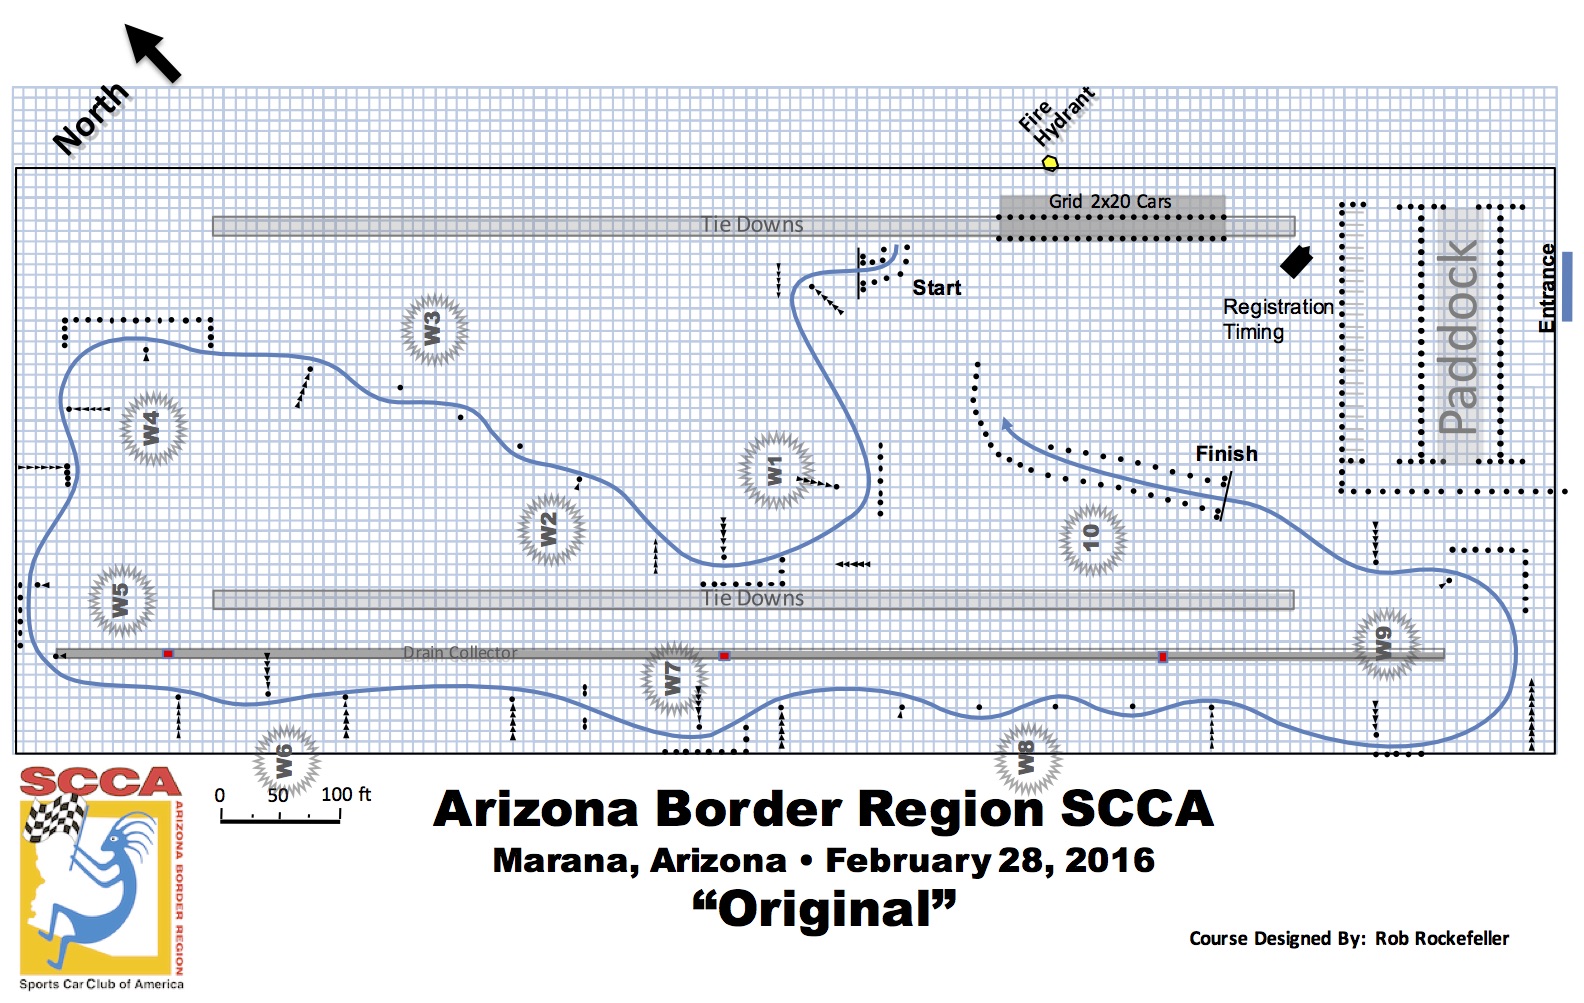 North
Fire
Hydrant
Grid 2x20 Cars
Tie Downs
Start
Registration
Timing
Paddock
Entrance
W3
W4
W1
Finish
W2
10
W5
Tie Downs
W9
Drain Collector
W7
W6
W8
0 50 100 ft
SCCA
ARIZONA BORDER REGION
Sports Car Club of America
Arizona Border Region SCCA
Marana, Arizona • February 28, 2016
“Original”
Course Designed By: Rob Rockefeller